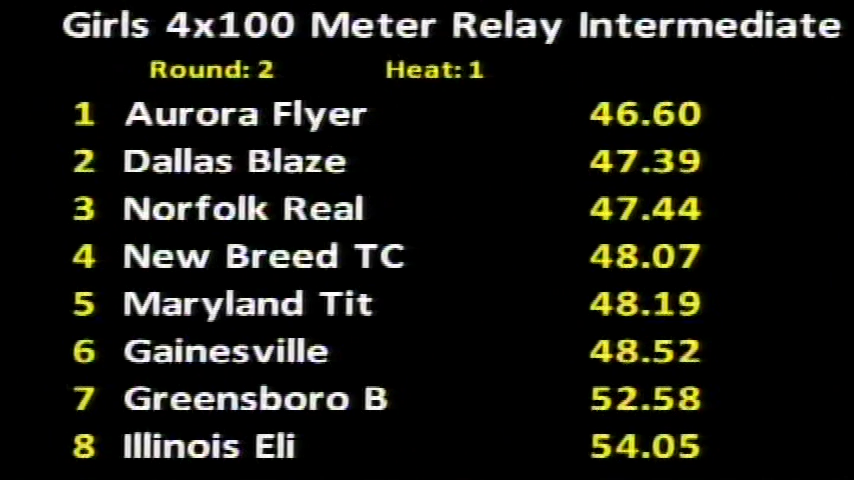 Girls 4x100 Meter Relay Intermediate
Round: 2 Heat: 1
1 Aurora Flyer 46.60
2 Dallas Blaze 47.39
3 Norfolk Real 47.44
4 New Breed TC 48.07
5 Maryland Tit 48.19
6 Gainesville 48.52
7 Greensboro B 52.58
8 Illinois Eli 54.05